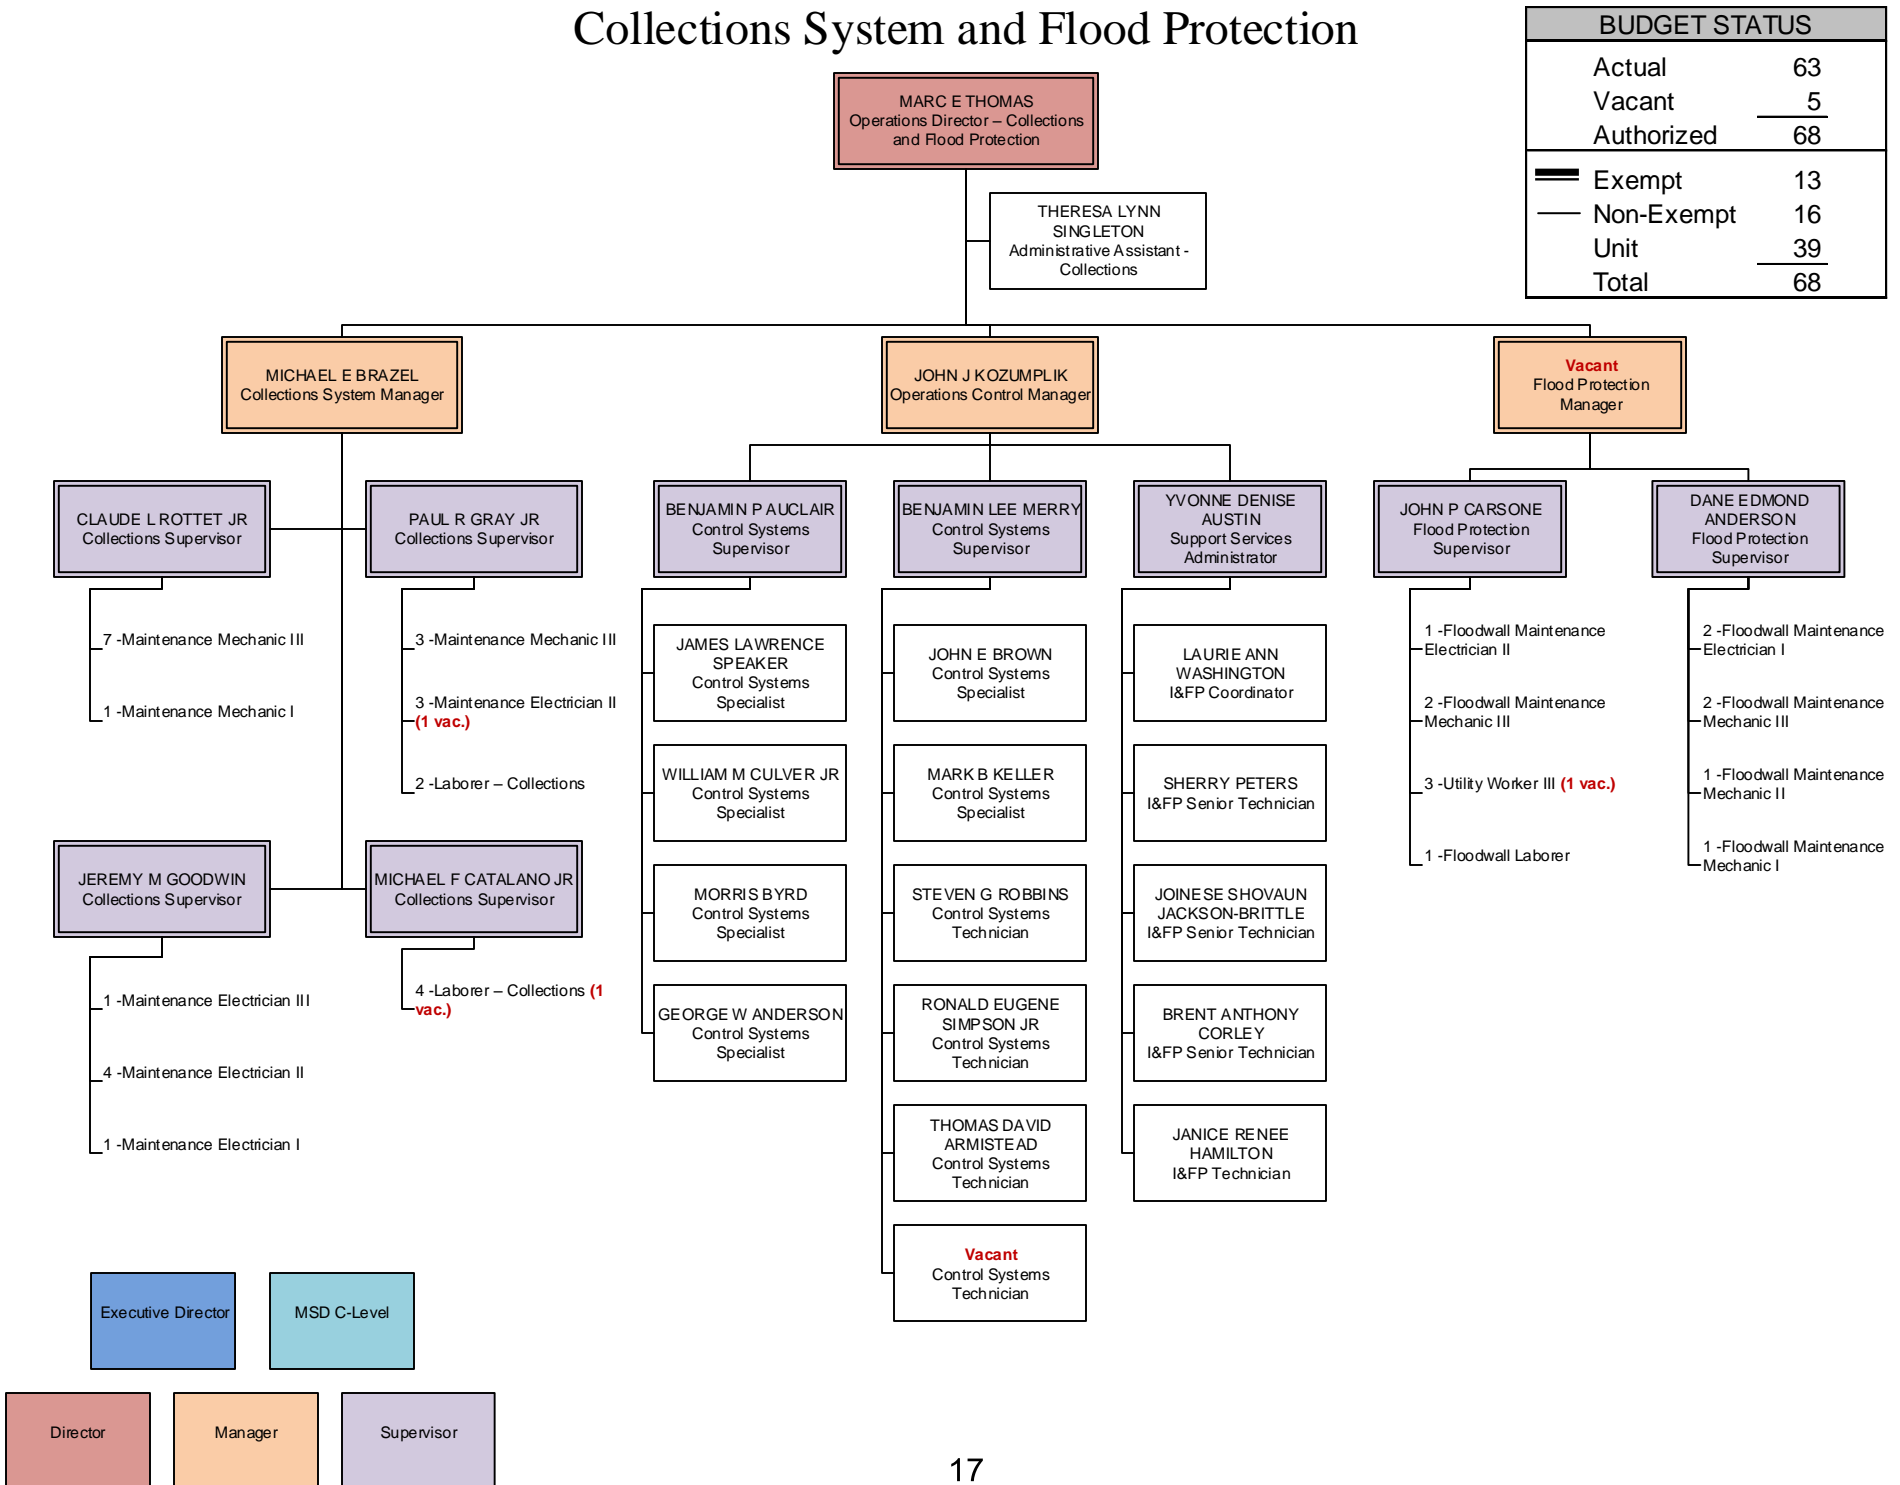 Collections System and Flood Protection
BUDGET STATUS
Actual 63
Vacant 5
Authorized 68
Exempt 13
Non-Exempt 16
Unit 39
Total 68
MARC E THOMAS
Operations Director – Collections
and Flood Protection
THERESA LYNN
SINGLETON
Administrative Assistant -
Collections
MICHAEL E BRAZEL
Collections System Manager
JOHN J KOZUMPLIK
Operations Control Manager
Vacant
Flood Protection
Manager
CLAUDE L ROTTET JR
Collections Supervisor
7 -Maintenance Mechanic III
1 -Maintenance Mechanic I
PAUL R GRAY JR
Collections Supervisor
3 -Maintenance Mechanic III
3 -Maintenance Electrician II
(1 vac.)
2 -Laborer – Collections
JEREMY M GOODWIN
Collections Supervisor
1 -Maintenance Electrician III
4 -Maintenance Electrician II
1 -Maintenance Electrician I
MICHAEL F CATALANO JR
Collections Supervisor
4 -Laborer – Collections (1
vac.)
BENJAMIN P AUCLAIR
Control Systems
Supervisor
JAMES LAWRENCE
SPEAKER
Control Systems
Specialist
WILLIAM M CULVER JR
Control Systems
Specialist
MORRIS BYRD
Control Systems
Specialist
GEORGE W ANDERSON
Control Systems
Specialist
BENJAMIN LEE MERRY
Control Systems
Supervisor
JOHN E BROWN
Control Systems
Specialist
MARK B KELLER
Control Systems
Specialist
STEVEN G ROBBINS
Control Systems
Technician
RONALD EUGENE
SIMPSON JR
Control Systems
Technician
THOMAS DAVID
ARMISTEAD
Control Systems
Technician
Vacant
Control Systems
Technician
YVONNE DENISE
AUSTIN
Support Services
Administrator
LAURIE ANN
WASHINGTON
I&FP Coordinator
SHERRY PETERS
I&FP Senior Technician
JOINESE SHOVAUN
JACKSON-BRITTLE
I&FP Senior Technician
BRENT ANTHONY
CORLEY
I&FP Senior Technician
JANICE RENEE
HAMILTON
I&FP Technician
JOHN P CARSONE
Flood Protection
Supervisor
1 -Floodwall Maintenance
Electrician II
2 -Floodwall Maintenance
Mechanic III
3 -Utility Worker III (1 vac.)
1 -Floodwall Laborer
DANE EDMOND
ANDERSON
Flood Protection
Supervisor
2 -Floodwall Maintenance
Electrician I
2 -Floodwall Maintenance
Mechanic III
1 -Floodwall Maintenance
Mechanic II
1 -Floodwall Maintenance
Mechanic I
Executive Director
MSD C-Level
Director
Manager
Supervisor
17